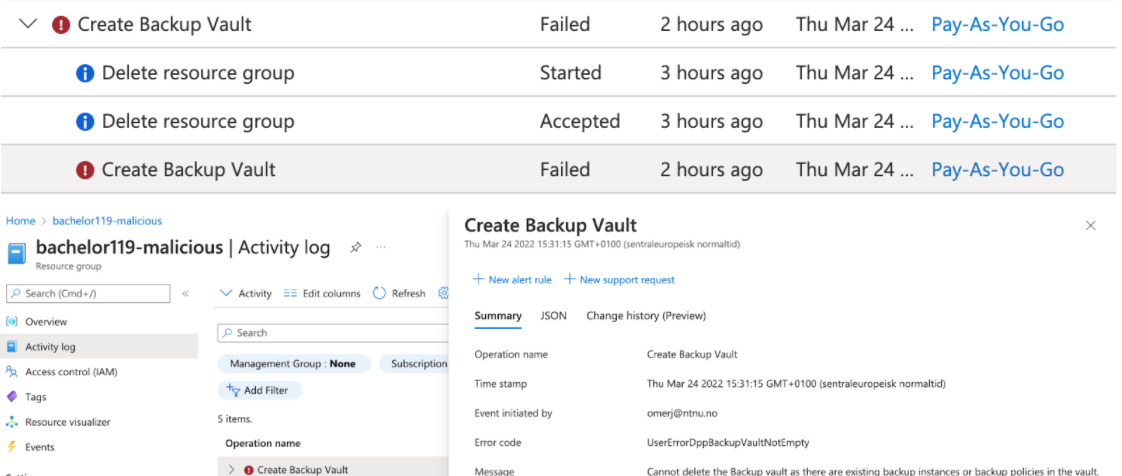 Create Backup Vault Failed 2 hours ago Thu Mar 24 ... Pay-As-You-Go
Delete resource group Started 3 hours ago Thu Mar 24 ... Pay-As-You-Go
Delete resource group Accepted 3 hours ago Thu Mar 24 ... Pay-As-You-Go
Create Backup Vault Failed 2 hours ago Thu Mar 24 ... Pay-As-You-Go
Home > bachelor119-malicious
bachelor119-malicious | Activity log ...
Resource group
Search (Cmd+/) «
Overview
Activity log
Access control (IAM)
Tags
Resource visualizer
Events
Activity Edit columns Refresh
Search
Management Group : None Subscription
Add Filter
5 items.
Operation name
Create Backup Vault
Create Backup Vault
Thu Mar 24 2022 15:31:15 GMT+0100 (sentraleuropeisk normaltid)
New alert rule New support request
Summary JSON Change history (Preview)
Operation name Create Backup Vault
Time stamp Thu Mar 24 2022 15:31:15 GMT+0100 (sentraleuropeisk normaltid)
Event initiated by omerj@ntnu.no
Error code UserErrorDppBackupVaultNotEmpty
Message Cannot delete the Backup vault as there are existing backup instances or backup policies in the vault.